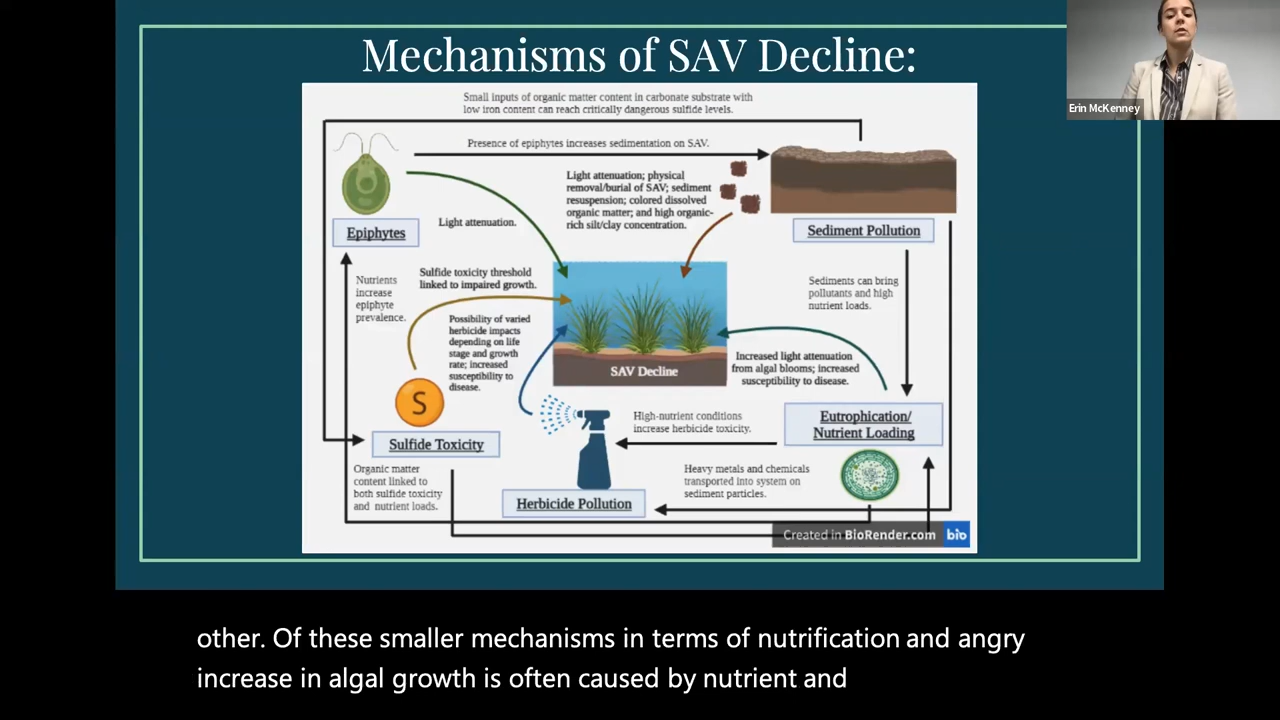 Mechanisms of SAV Decline:
Erin McKenney
Small inputs of organic matter content in carbonate substrate with
low iron content can reach critically dangerous sulfide levels.
Presence of epiphytes increases sedimentation on SAV.
Light attenuation; physical
removal/burial of SAV; sediment
resuspension; colored dissolved
organic matter; and high organic-
rich silt/clay concentration.
Epiphytes
Light attenuation.
Sediment Pollution
Nutrients
increase
epiphyte
prevalence.
Sulfide toxicity threshold
linked to impaired growth.
Sediments can bring
pollutants and high
nutrient loads.
Possibility of varied
herbicide impacts
depending on life
stage and growth
rate; increased
susceptibility to
disease.
SAV Decline
Increased light attenuation
from algal blooms; increased
susceptibility to disease.
S
Sulfide Toxicity
High-nutrient conditions
increase herbicide toxicity.
Eutrophication/
Nutrient Loading
Organic matter
content linked to
both sulfide toxicity
and nutrient loads.
Heavy metals and chemicals
transported into system on
sediment particles.
Herbicide Pollution
Created in BioRender.com bio
other. Of these smaller mechanisms in terms of nutrification and angry
increase in algal growth is often caused by nutrient and